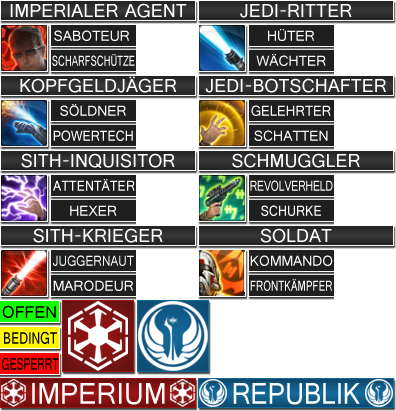 IMPERIALER AGENT
JEDI-RITTER
SABOTEUR
SCHARFSCHÜTZE
HÜTER
WÄCHTER
KOPFGELDJÄGER
JEDI-BOTSCHAFTER
SÖLDNER
POWERTECH
GELEHRTER
SCHATTEN
SITH-INQUISITOR
SCHMUGGLER
ATTENTÄTER
HEXER
REVOLVERHELD
SCHURKE
SITH-KRIEGER
SOLDAT
JUGGERNAUT
MARODEUR
KOMMANDO
FRONTKÄMPFER
OFFEN
BEDINGT
GESPERRT
IMPERIUM
REPUBLIK